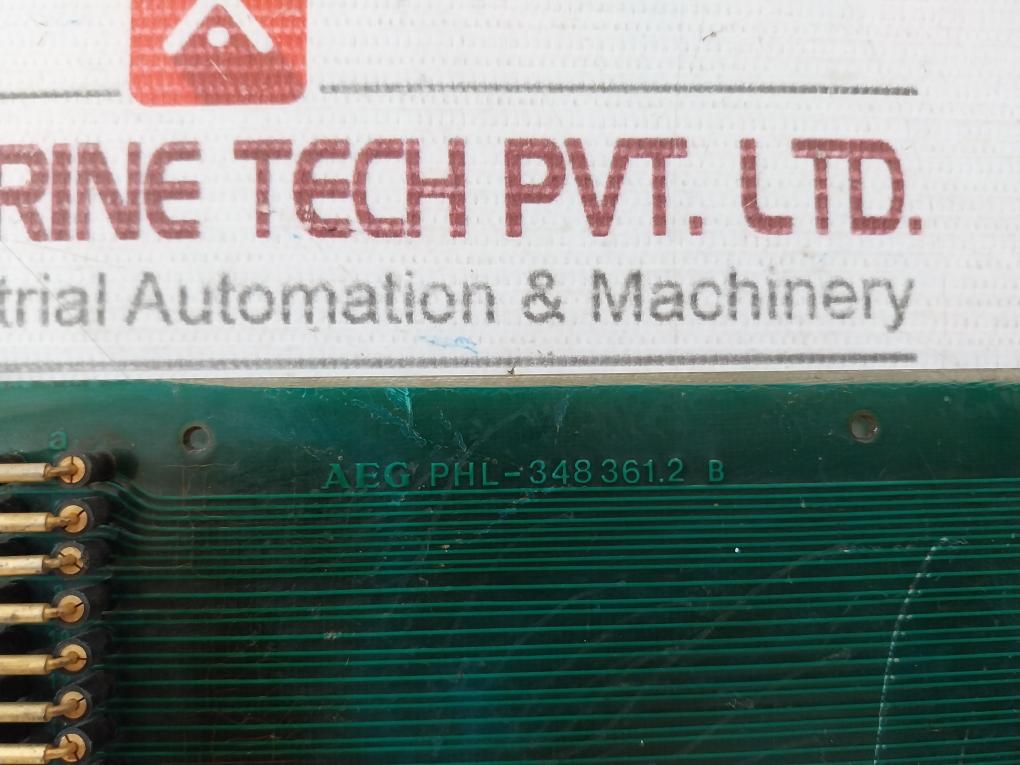 RINE TECH PVT. LTD.
trial Automation & Machinery
a
AEG PHL-348 361.2 B